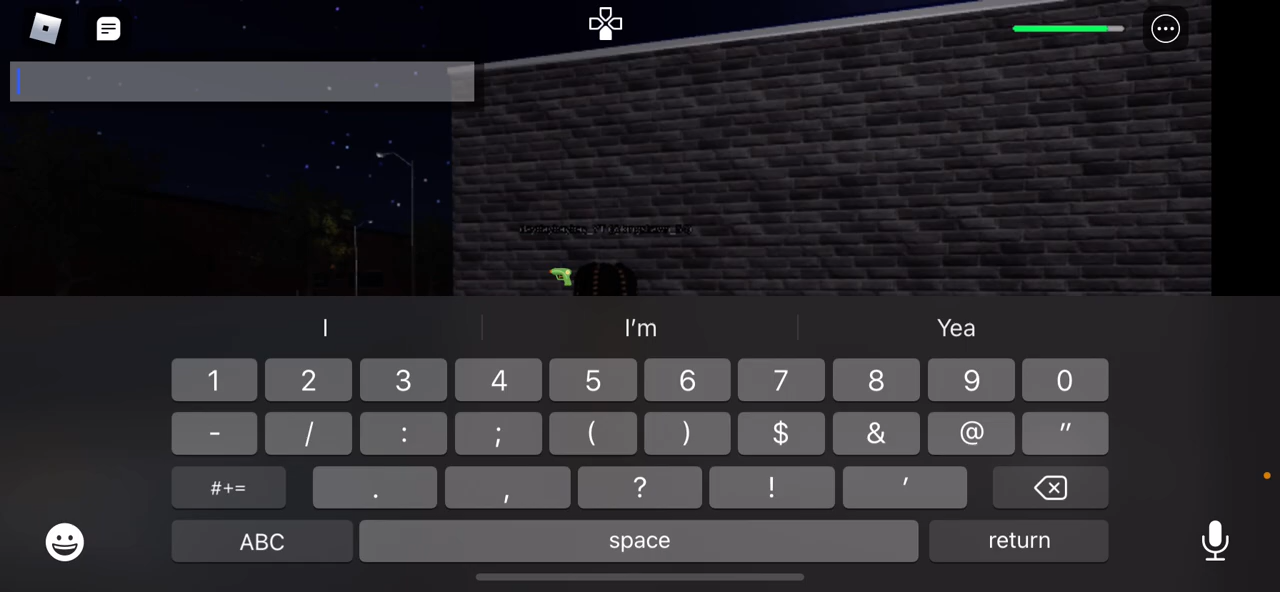 I I'm Yea
1 2 3 4 5 6 7 8 9 0
- / : ; ( ) $ & @ "
#+= . , ? ! '
ABC space return